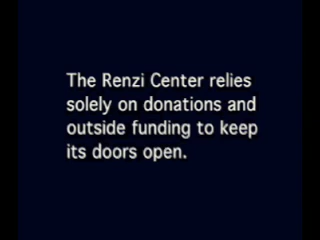 The Renzi Center relies
solely on donations and
outside funding to keep
its doors open.